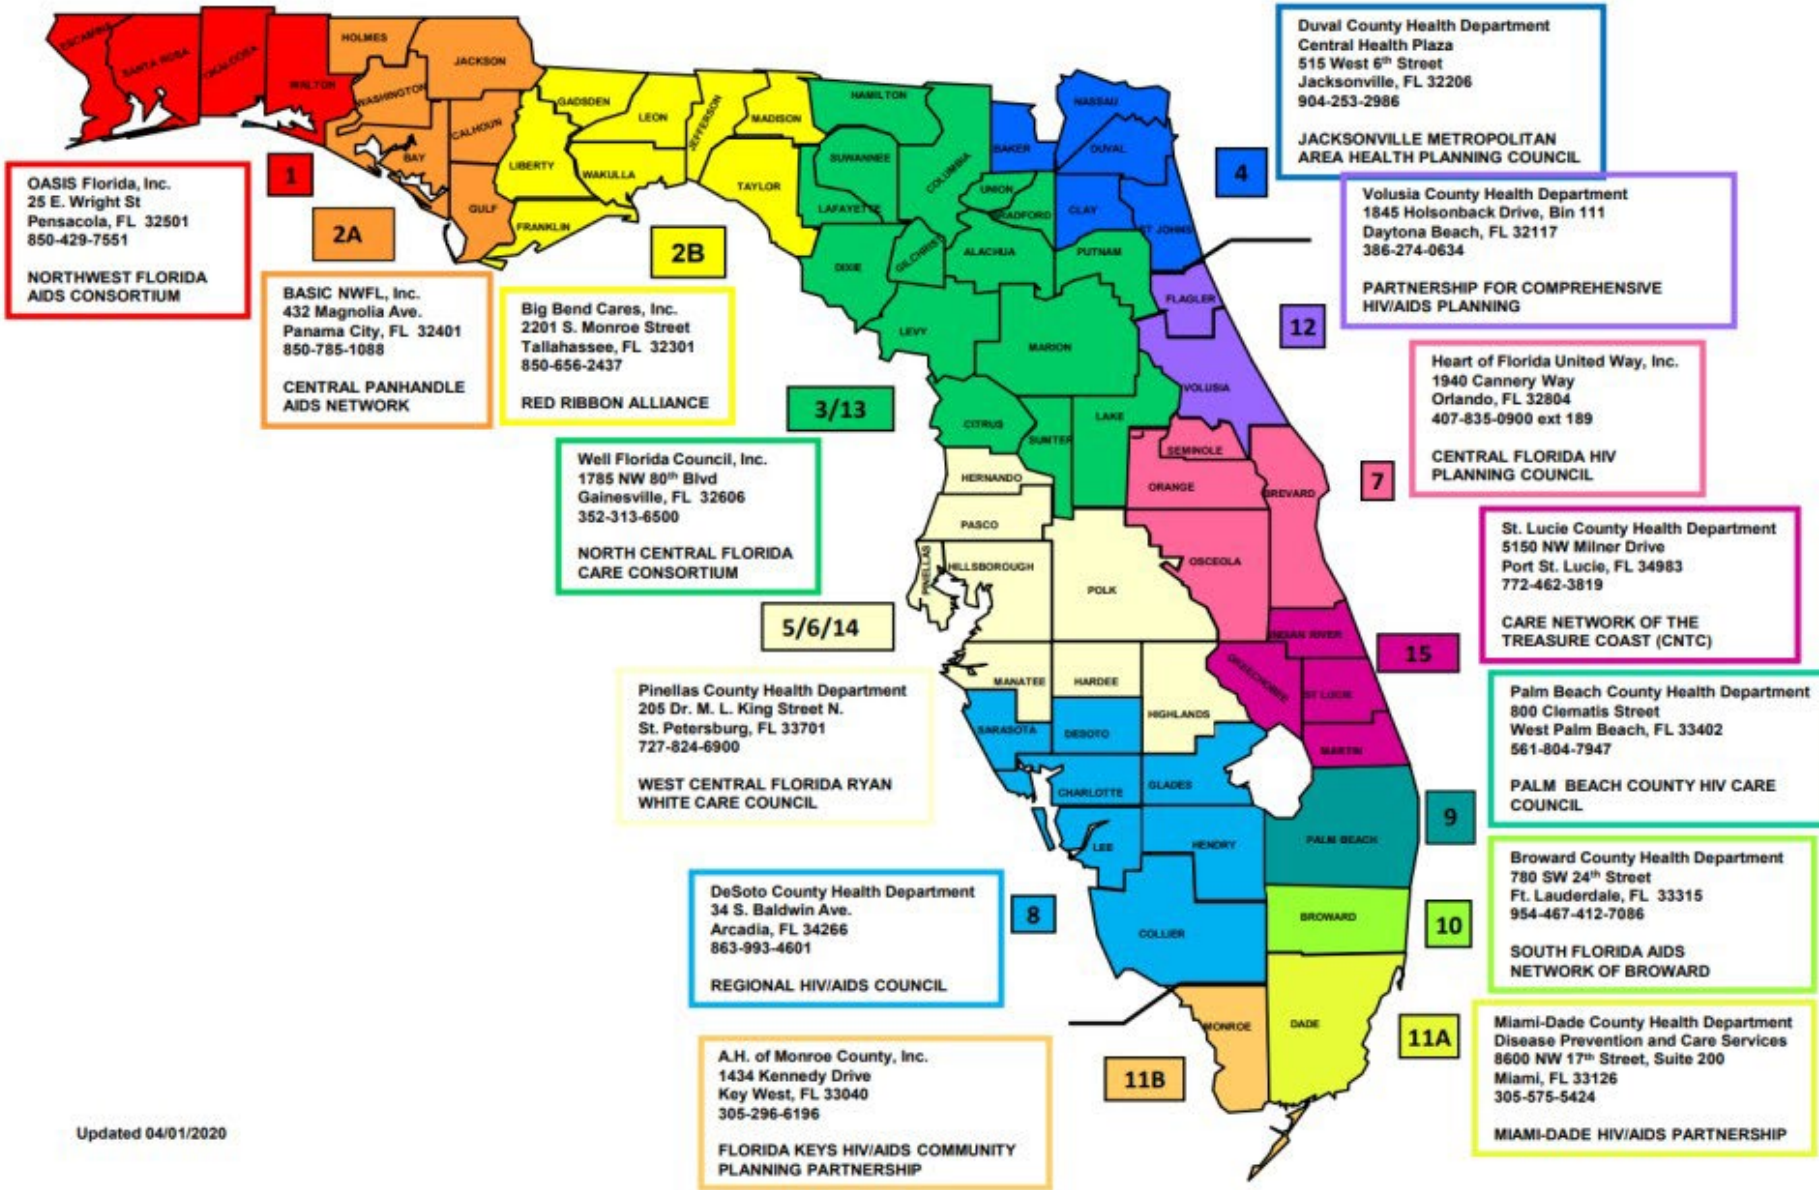 ESCAMBIA
SANTA ROSA
OKALOOSA
WALTON
HOLMES
WASHINGTON
JACKSON
BAY
CALHOUN
GULF
GADSDEN
LIBERTY
FRANKLIN
LEON
WAKULLA
JEFFERSON
MADISON
TAYLOR
HAMILTON
SUWANNEE
LAFAYETTE
COLUMBIA
DIXIE
GILCHRIST
UNION
BRADFORD
ALACHUA
PUTNAM
LEVY
MARION
CITRUS
SUMTER
LAKE
BAKER
NASSAU
DUVAL
CLAY
ST JOHNS
FLAGLER
VOLUSIA
SEMINOLE
ORANGE
BREVARD
OSCEOLA
HERNANDO
PASCO
PINELLAS
HILLSBOROUGH
POLK
MANATEE
HARDEE
HIGHLANDS
INDIAN RIVER
OKEECHOBEE
ST LUCIE
MARTIN
SARASOTA
DESOTO
CHARLOTTE
GLADES
LEE
HENDRY
COLLIER
PALM BEACH
BROWARD
MONROE
DADE
1
OASIS Florida, Inc.
25 E. Wright St
Pensacola, FL 32501
850-429-7551
NORTHWEST FLORIDA
AIDS CONSORTIUM
2A
BASIC NWFL, Inc.
432 Magnolia Ave.
Panama City, FL 32401
850-785-1088
CENTRAL PANHANDLE
AIDS NETWORK
2B
Big Bend Cares, Inc.
2201 S. Monroe Street
Tallahassee, FL 32301
850-656-2437
RED RIBBON ALLIANCE
3/13
Well Florida Council, Inc.
1785 NW 80th Blvd
Gainesville, FL 32606
352-313-6500
NORTH CENTRAL FLORIDA
CARE CONSORTIUM
4
Duval County Health Department
Central Health Plaza
515 West 6th Street
Jacksonville, FL 32206
904-253-2986
JACKSONVILLE METROPOLITAN
AREA HEALTH PLANNING COUNCIL
12
Volusia County Health Department
1845 Holsonback Drive, Bin 111
Daytona Beach, FL 32117
386-274-0634
PARTNERSHIP FOR COMPREHENSIVE
HIV/AIDS PLANNING
7
Heart of Florida United Way, Inc.
1940 Cannery Way
Orlando, FL 32804
407-835-0900 ext 189
CENTRAL FLORIDA HIV
PLANNING COUNCIL
15
St. Lucie County Health Department
5150 NW Milner Drive
Port St. Lucie, FL 34983
772-462-3819
CARE NETWORK OF THE
TREASURE COAST (CNTC)
5/6/14
Pinellas County Health Department
205 Dr. M. L. King Street N.
St. Petersburg, FL 33701
727-824-6900
WEST CENTRAL FLORIDA RYAN
WHITE CARE COUNCIL
9
Palm Beach County Health Department
800 Clematis Street
West Palm Beach, FL 33402
561-804-7947
PALM BEACH COUNTY HIV CARE
COUNCIL
8
DeSoto County Health Department
34 S. Baldwin Ave.
Arcadia, FL 34266
863-993-4601
REGIONAL HIV/AIDS COUNCIL
10
Broward County Health Department
780 SW 24th Street
Ft. Lauderdale, FL 33315
954-467-412-7086
SOUTH FLORIDA AIDS
NETWORK OF BROWARD
11B
A.H. of Monroe County, Inc.
1434 Kennedy Drive
Key West, FL 33040
305-296-6196
FLORIDA KEYS HIV/AIDS COMMUNITY
PLANNING PARTNERSHIP
11A
Miami-Dade County Health Department
Disease Prevention and Care Services
8600 NW 17th Street, Suite 200
Miami, FL 33126
305-575-5424
MIAMI-DADE HIV/AIDS PARTNERSHIP
Updated 04/01/2020